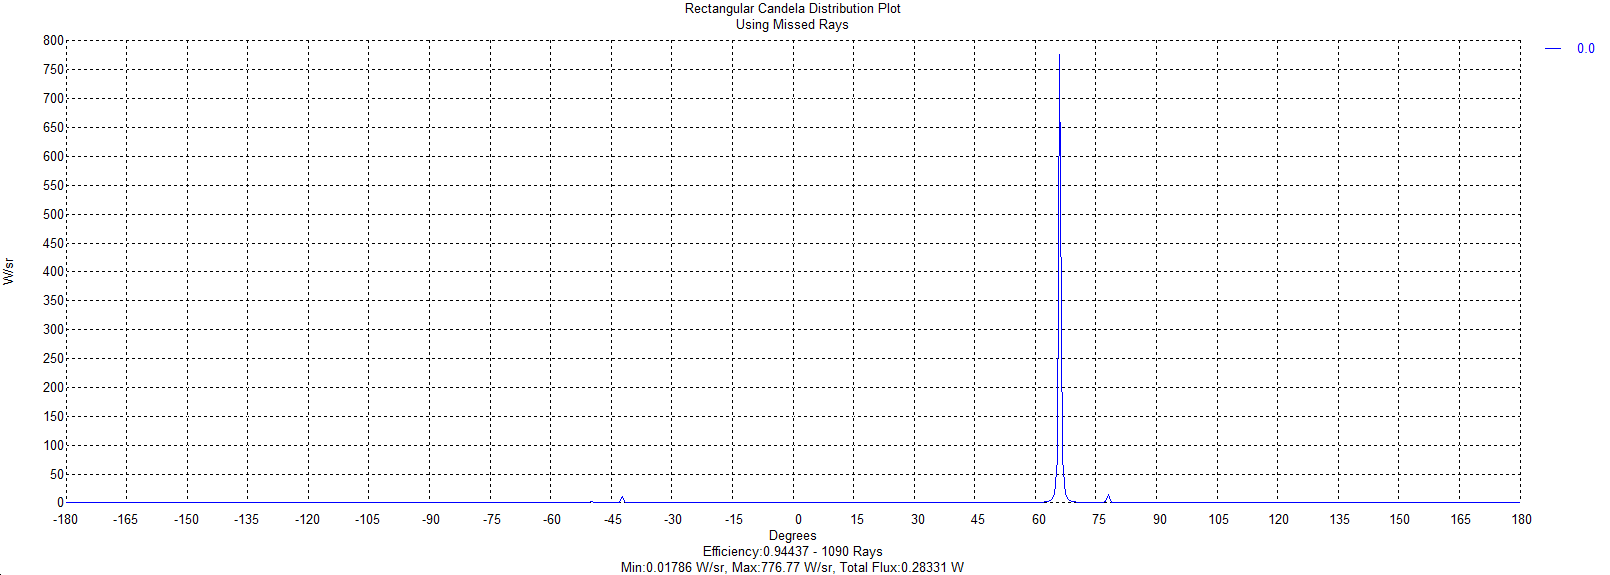 Rectangular Candela Distribution Plot
Using Missed Rays
0.0
800
750
700
650
600
550
500
450
400
350
300
250
200
150
100
50
0
W/sr
-180 -165 -150 -135 -120 -105 -90 -75 -60 -45 -30 -15 0 15 30 45 60 75 90 105 120 135 150 165 180
Degrees
Efficiency:0.94437 - 1090 Rays
Min:0.01786 W/sr, Max:776.77 W/sr, Total Flux:0.28331 W